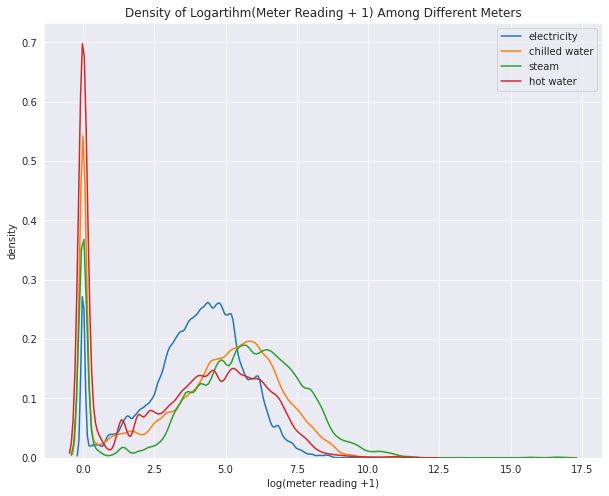 Density of Logartihm(Meter Reading + 1) Among Different Meters
electricity
chilled water
steam
hot water
density
0.7
0.6
0.5
0.4
0.3
0.2
0.1
0.0
0.0 2.5 5.0 7.5 10.0 12.5 15.0 17.5
log(meter reading +1)